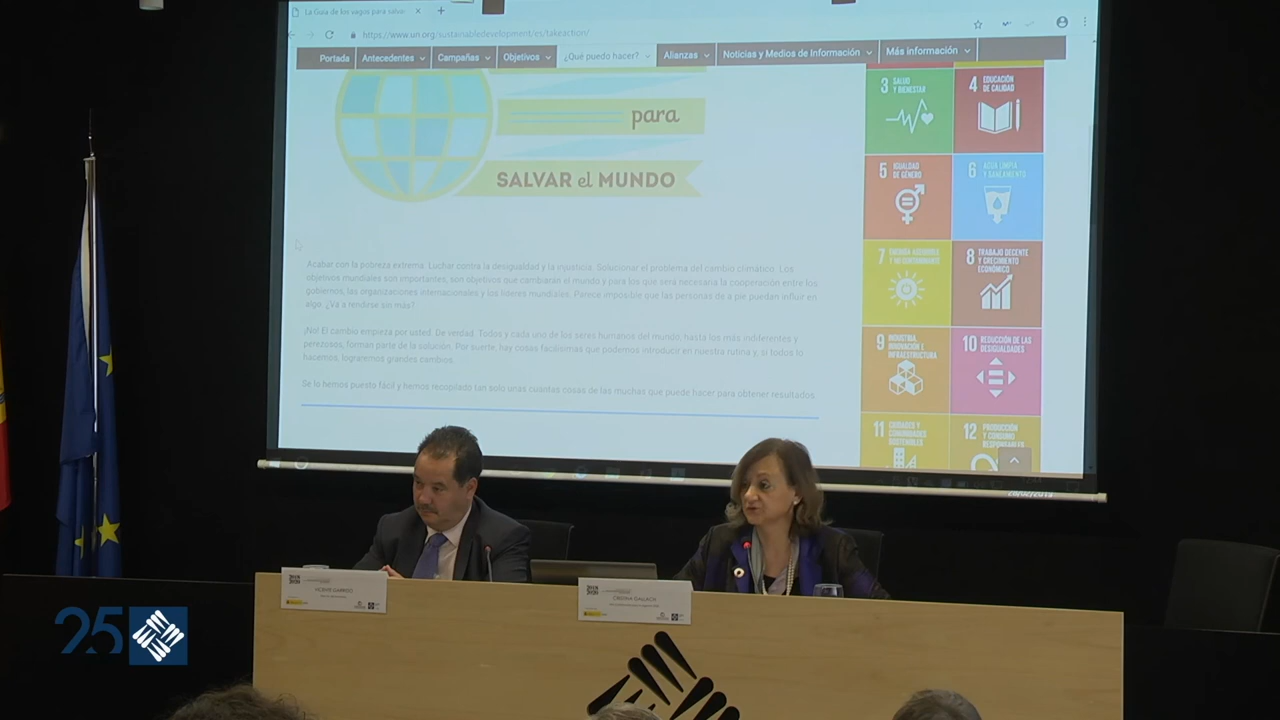 La Guía de los vagos para salvar
https://www.un.org/sustainabledevelopment/es/takeaction/
Portada
Antecedentes
Campañas
Objetivos
¿Qué puedo hacer?
Alianzas
Noticias y Medios de Información
Más información
para
SALVAR el MUNDO
Acabar con la pobreza extrema. Luchar contra la desigualdad y la injusticia. Solucionar el problema del cambio climático. Los
objetivos mundiales son importantes, son objetivos que cambiarán el mundo y para los que será necesaria la cooperación entre los
gobiernos, las organizaciones internacionales y los líderes mundiales. Parece imposible que las personas de a pie puedan influir en
algo. ¿Va a rendirse sin más?
¡No! El cambio empieza por usted. De verdad. Todos y cada uno de los seres humanos del mundo, hasta los más indiferentes y
perezosos, forman parte de la solución. Por suerte, hay cosas facilísimas que podemos introducir en nuestra rutina y, si todos lo
hacemos, lograremos grandes cambios.
Se lo hemos puesto fácil y hemos recopilado tan solo unas cuantas cosas de las muchas que puede hacer para obtener resultados.
3 SALUD
Y BIENESTAR
4 EDUCACIÓN
DE CALIDAD
5 IGUALDAD
DE GÉNERO
6 AGUA LIMPIA
Y SANEAMIENTO
7 ENERGÍA ASEQUIBLE
Y NO CONTAMINANTE
8 TRABAJO DECENTE
Y CRECIMIENTO
ECONÓMICO
9 INDUSTRIA,
INNOVACIÓN E
INFRAESTRUCTURA
10 REDUCCIÓN DE LAS
DESIGUALDADES
11 CIUDADES Y
COMUNIDADES
SOSTENIBLES
12 PRODUCCIÓN
Y CONSUMO
RESPONSABLES
26/02/2019
VICENTE GARRIDO
CRISTINA GALLACH
25